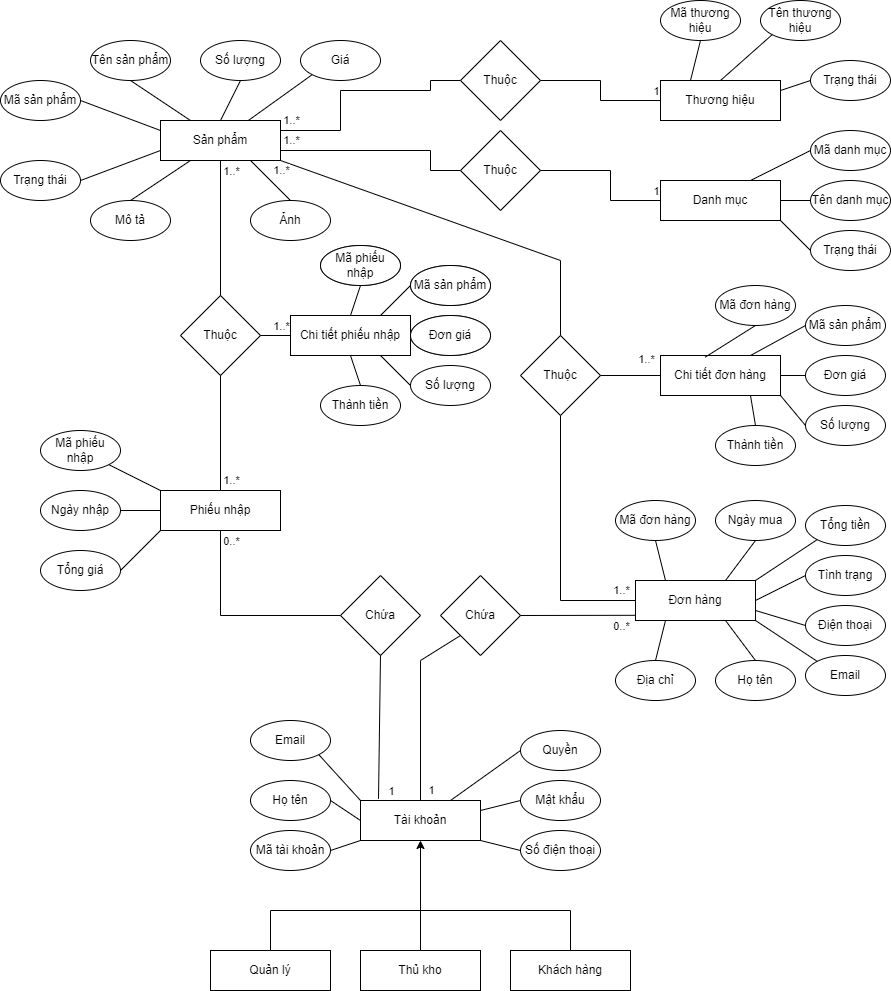 Mã thương
hiệu
Tên thương
hiệu
Tên sản phẩm
Số lượng
Giá
Thuộc
Trạng thái
Mã sản phẩm
1
Thương hiệu
1..*
Sản phẩm
1..*
Mã danh mục
1..*
1..*
Thuộc
Trạng thái
1
Danh mục
Tên danh mục
Mô tả
Ảnh
Trạng thái
Mã phiếu
nhập
Mã sản phẩm
Mã đơn hàng
Thuộc
1..*
Chi tiết phiếu nhập
Đơn giá
Mã sản phẩm
1..*
Thuộc
Chi tiết đơn hàng
Đơn giá
Số lượng
Thành tiền
Số lượng
Thành tiền
Mã phiếu
nhập
1..*
Ngày nhập
Phiếu nhập
Mã đơn hàng
Ngày mua
Tổng tiền
0..*
Tổng giá
Tình trạng
1..*
Đơn hàng
Chứa
Chứa
0..*
Điện thoại
Địa chỉ
Họ tên
Email
Email
Quyền
1
1
Họ tên
Mật khẩu
Tài khoản
Mã tài khoản
Số điện thoại
Quản lý
Thủ kho
Khách hàng